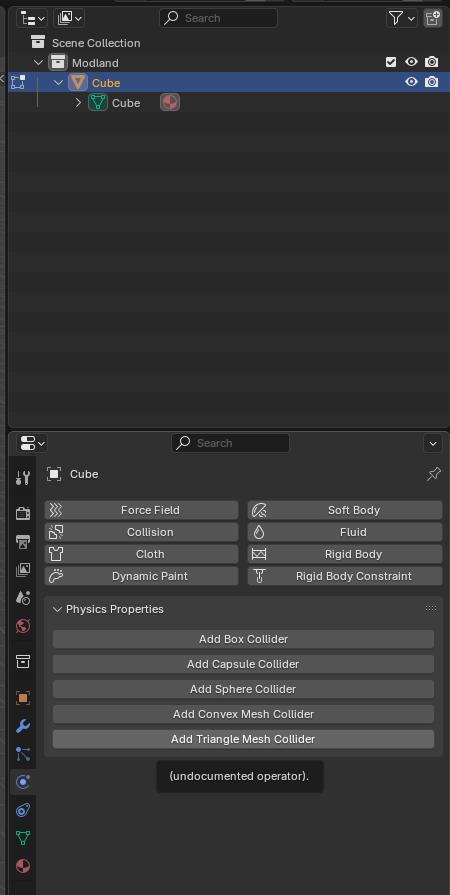 Search
Scene Collection
Modland
Cube
Cube
Search
Cube
Force Field
Soft Body
Collision
Fluid
Cloth
Rigid Body
Dynamic Paint
Rigid Body Constraint
Physics Properties
Add Box Collider
Add Capsule Collider
Add Sphere Collider
Add Convex Mesh Collider
Add Triangle Mesh Collider
(undocumented operator).